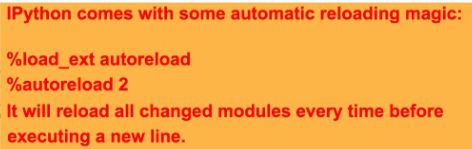 IPython comes with some automatic reloading magic:
%load_ext autoreload
%autoreload 2
It will reload all changed modules every time before
executing a new line.